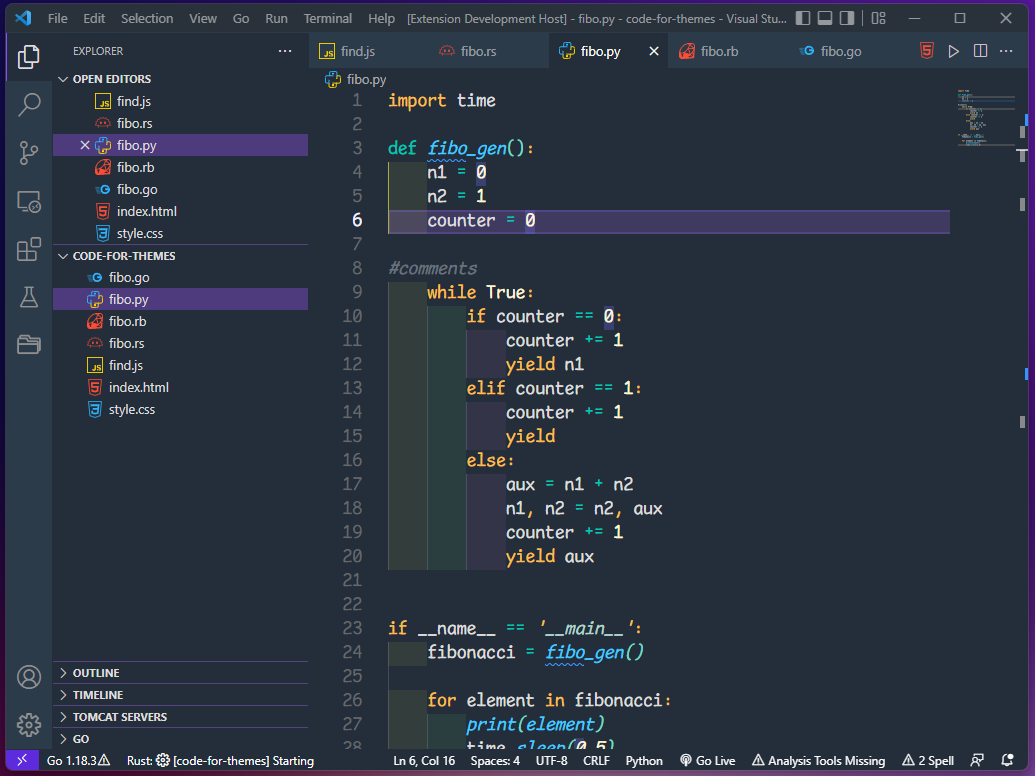 File Edit Selection View Go Run Terminal Help [Extension Development Host] - fibo.py - code-for-themes - Visual Stu...
EXPLORER
OPEN EDITORS
find.js
fibo.rs
fibo.py
fibo.rb
fibo.go
index.html
style.css
CODE-FOR-THEMES
fibo.go
fibo.py
fibo.rb
fibo.rs
find.js
index.html
style.css
OUTLINE
TIMELINE
TOMCAT SERVERS
GO
find.js fibo.rs fibo.py fibo.rb fibo.go
fibo.py
1 import time
2
3 def fibo_gen():
4 n1 = 0
5 n2 = 1
6 counter = 0
7
8 #comments
9 while True:
10 if counter == 0:
11 counter += 1
12 yield n1
13 elif counter == 1:
14 counter += 1
15 yield
16 else:
17 aux = n1 + n2
18 n1, n2 = n2, aux
19 counter += 1
20 yield aux
21
22
23 if __name__ == '__main__':
24 fibonacci = fibo_gen()
25
26 for element in fibonacci:
27 print(element)
28 time.sleep(0.5)
Go 1.18.3 Rust: [code-for-themes] Starting Ln 6, Col 16 Spaces: 4 UTF-8 CRLF Python Go Live Analysis Tools Missing 2 Spell